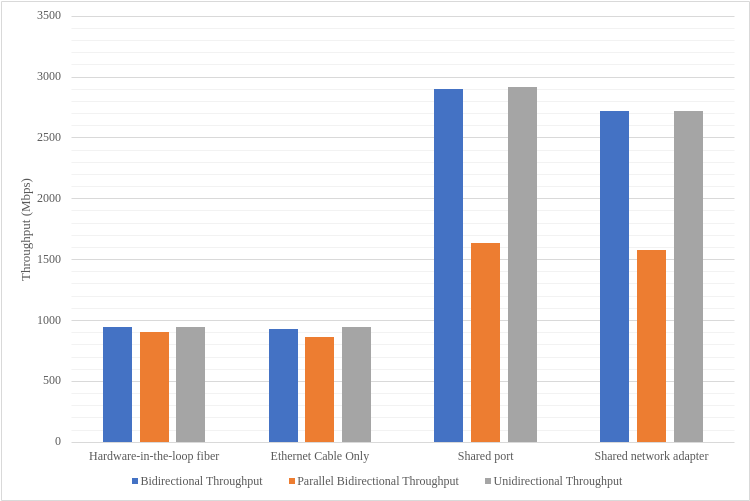 3500
3000
2500
2000
1500
1000
500
0
Throughput (Mbps)
Hardware-in-the-loop fiber Ethernet Cable Only Shared port Shared network adapter
Bidirectional Throughput Parallel Bidirectional Throughput Unidirectional Throughput